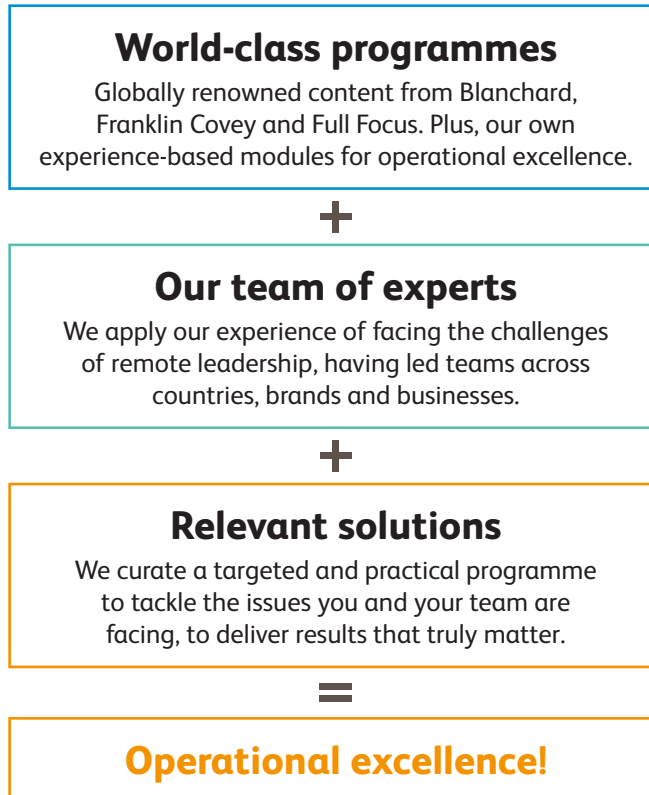 World-class programmes
Globally renowned content from Blanchard,
Franklin Covey and Full Focus. Plus, our own
experience-based modules for operational excellence.
+
Our team of experts
We apply our experience of facing the challenges
of remote leadership, having led teams across
countries, brands and businesses.
+
Relevant solutions
We curate a targeted and practical programme
to tackle the issues you and your team are
facing, to deliver results that truly matter.
=
Operational excellence!